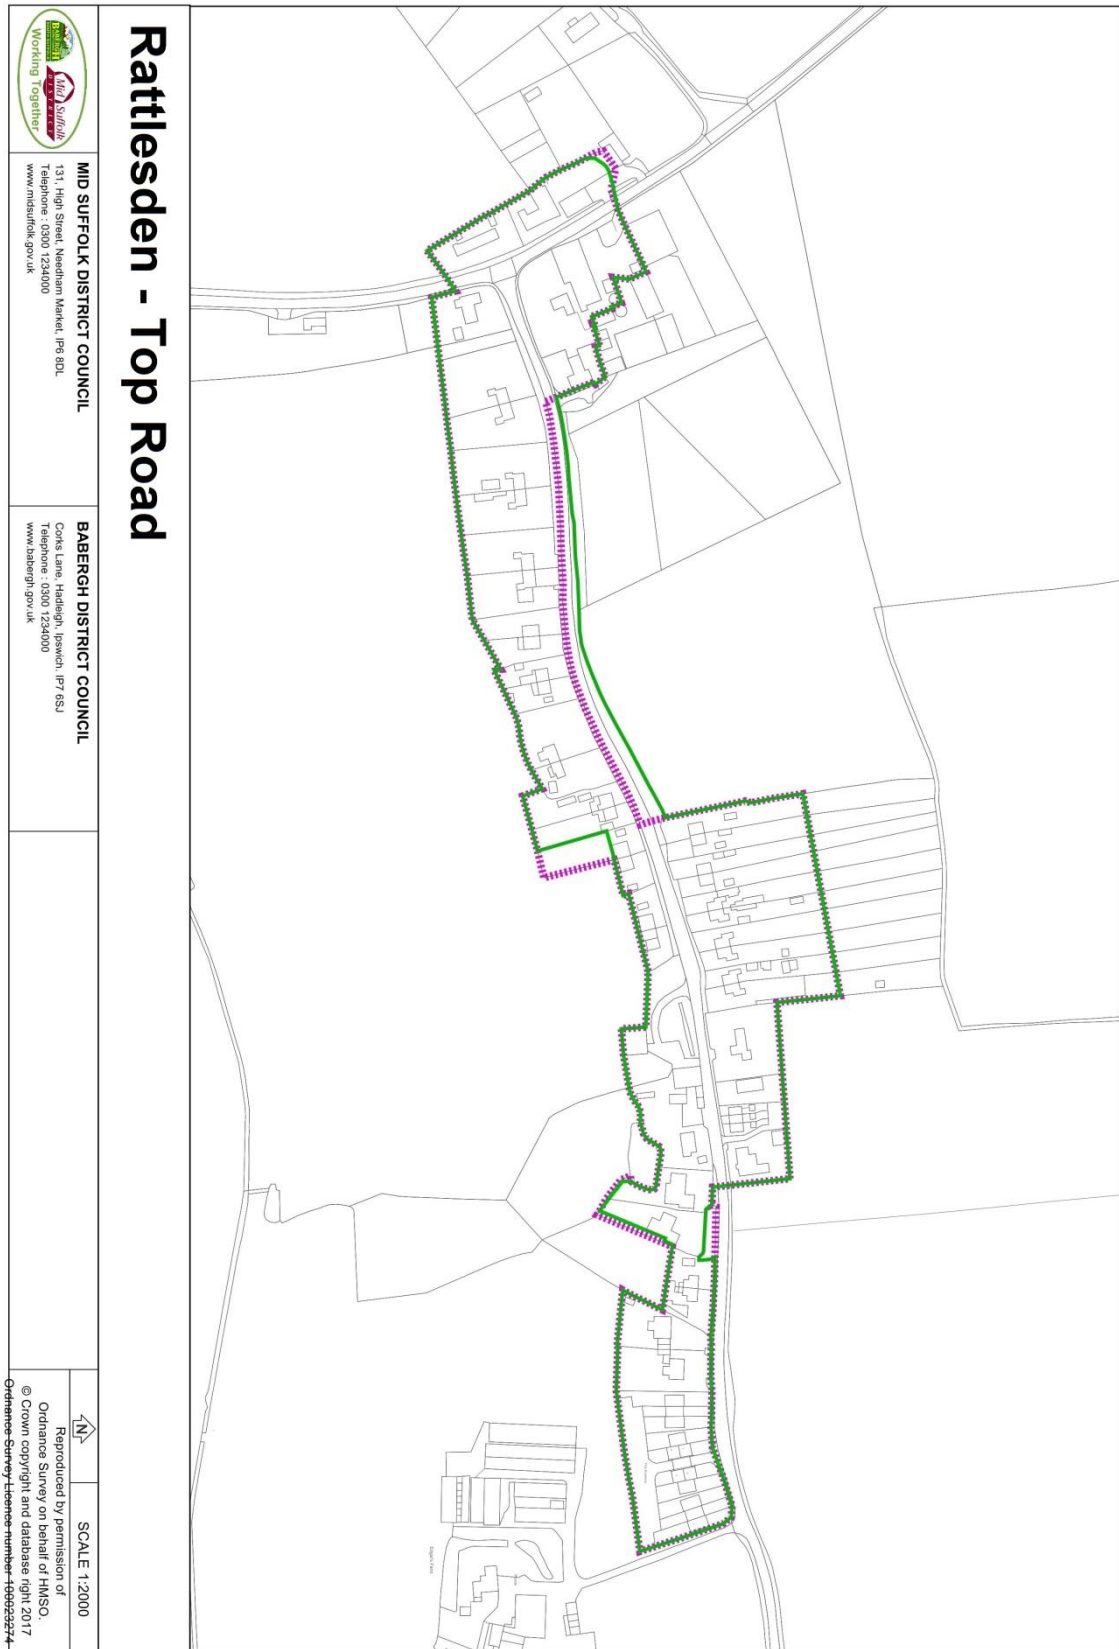 Rattlesden - Top Road
BABERGH
Mid Suffolk
DISTRICT
Working Together
MID SUFFOLK DISTRICT COUNCIL
131, High Street, Needham Market, IP6 8DL
Telephone : 0300 1234000
www.midsuffolk.gov.uk
BABERGH DISTRICT COUNCIL
Corks Lane, Hadleigh, Ipswich, IP7 6SJ
Telephone : 0300 1234000
www.babergh.gov.uk
N
SCALE 1:2000
Reproduced by permission of
Ordnance Survey on behalf of HMSO.
© Crown copyright and database right 2017
Ordnance Survey Licence number 100023274